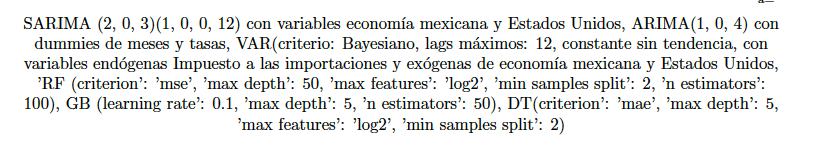 SARIMA (2, 0, 3)(1, 0, 0, 12) con variables economía mexicana y Estados Unidos, ARIMA(1, 0, 4) con
dummies de meses y tasas, VAR(criterio: Bayesiano, lags máximos: 12, constante sin tendencia, con
variables endógenas Impuesto a las importaciones y exógenas de economía mexicana y Estados Unidos,
’RF (criterion’: ’mse’, ’max depth’: 50, ’max features’: ’log2’, ’min samples split’: 2, ’n estimators’:
100), GB (learning rate’: 0.1, ’max depth’: 5, ’n estimators’: 50), DT(criterion’: ’mae’, ’max depth’: 5,
’max features’: ’log2’, ’min samples split’: 2)